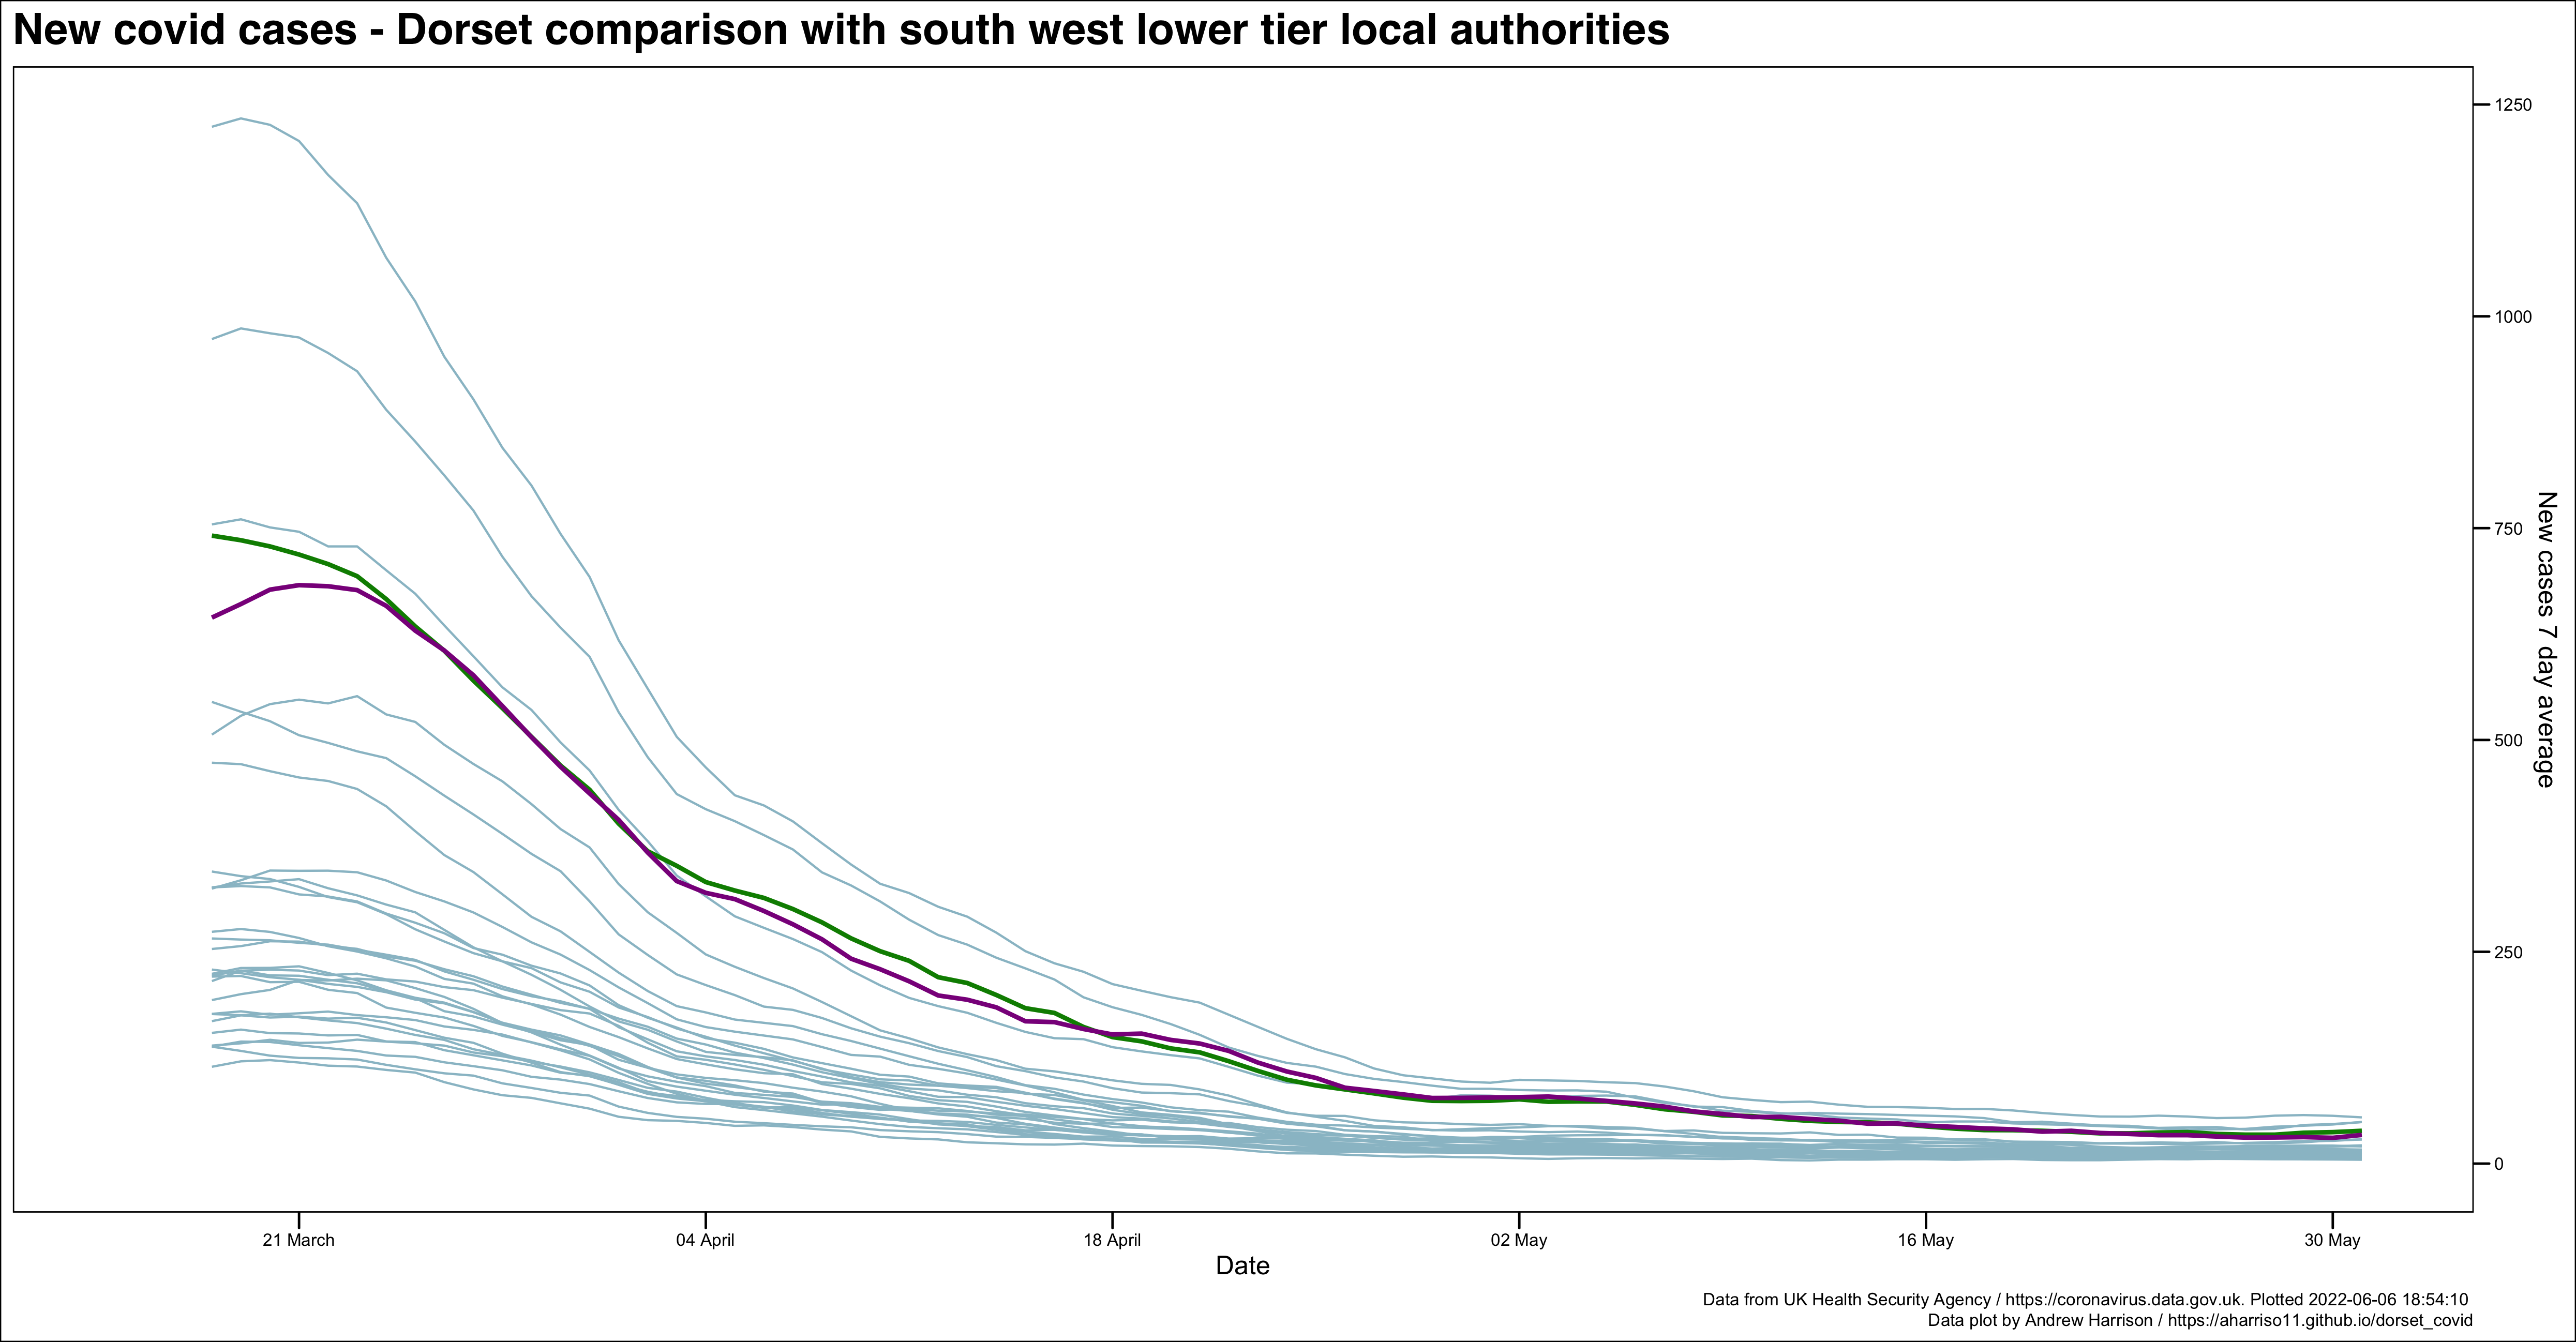 New covid cases - Dorset comparison with south west lower tier local authorities
1250
1000
750
500
250
0
New cases 7 day average
21 March
04 April
18 April
02 May
16 May
30 May
Date
Data from UK Health Security Agency / https://coronavirus.data.gov.uk. Plotted 2022-06-06 18:54:10
Data plot by Andrew Harrison / https://aharriso11.github.io/dorset_covid